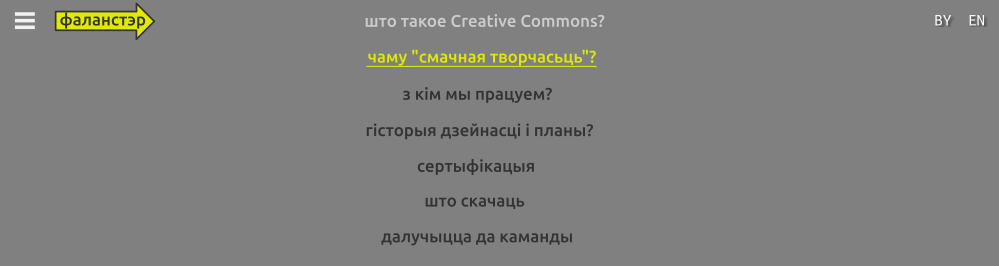 фаланстэр
што такое Creative Commons?
BY EN
чаму "смачная творчасьць"?
з кім мы працуем?
гісторыя дзейнасці і планы?
сертыфікацыя
што скачаць
далучыцца да каманды